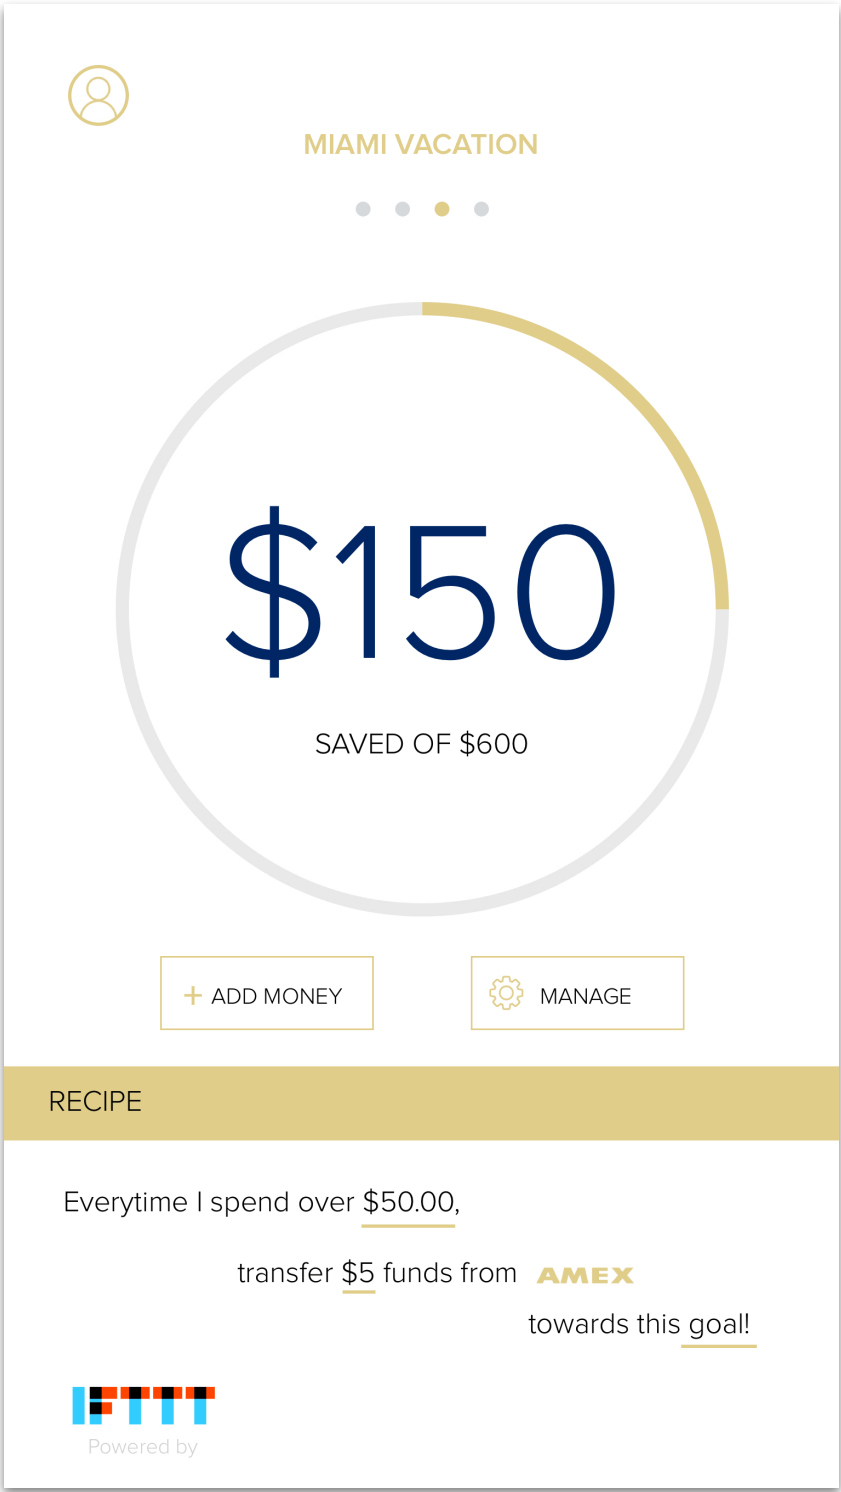 MIAMI VACATION
$150
SAVED OF $600
+ ADD MONEY
MANAGE
RECIPE
Everytime I spend over $50.00,
transfer $5 funds from AMEX
towards this goal!
IFTTT
Powered by